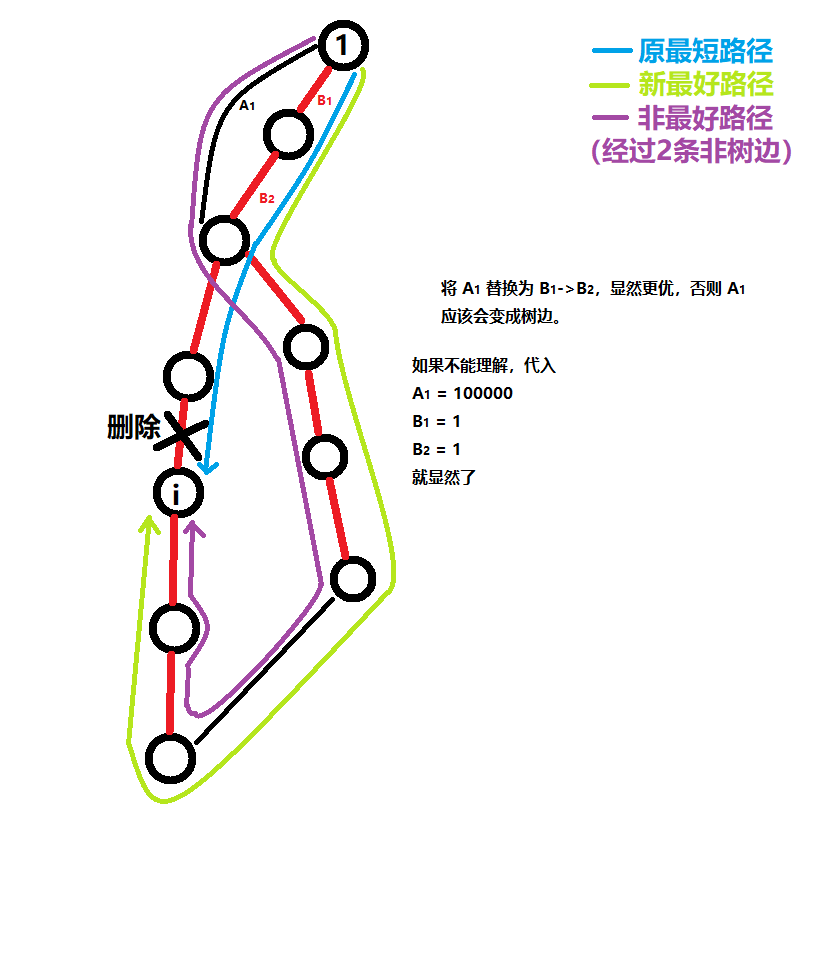 1
原最短路径
新最好路径
非最好路径
（经过2条非树边）
A1
B1
B2
将 A1 替换为 B1->B2，显然更优，否则 A1
应该会变成树边。
如果不能理解，代入
A1 = 100000
B1 = 1
B2 = 1
就显然了
删除
i